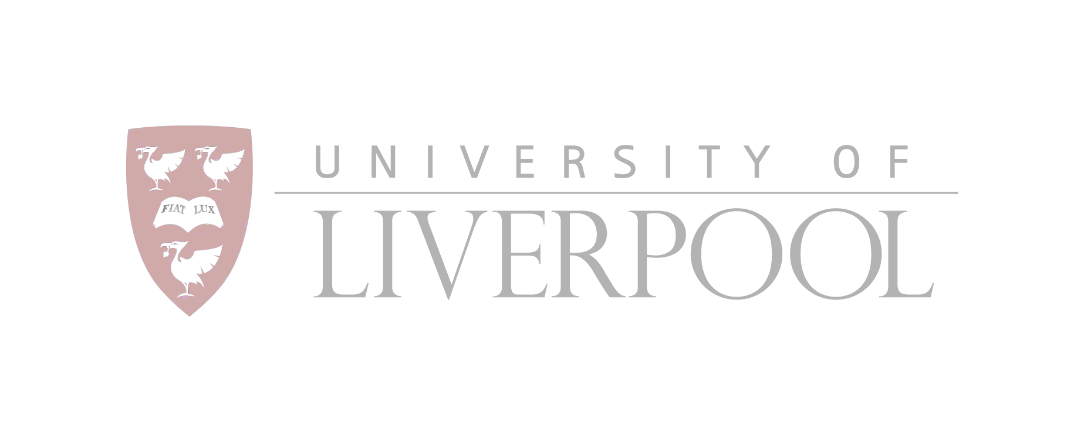 UNIVERSITY OF
LIVERPOOL
FIAT LUX